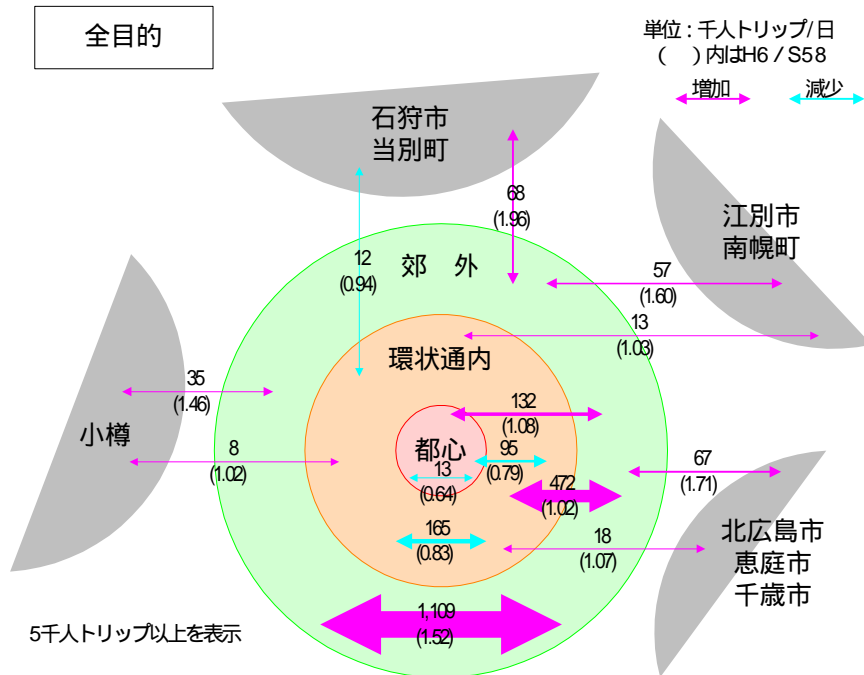 全目的
単位：千人トリップ/日
（　）内はH6 / S58
増加
減少
石狩市
当別町
68
(1.96)
江別市
南幌町
12
(0.94)
郊　外
57
(1.60)
13
(1.03)
環状通内
35
(1.46)
小樽
8
(1.02)
132
(1.08)
都心
95
(0.79)
13
(0.64)
472
(1.02)
67
(1.71)
165
(0.83)
18
(1.07)
北広島市
恵庭市
千歳市
1,109
(1.52)
5千人トリップ以上を表示